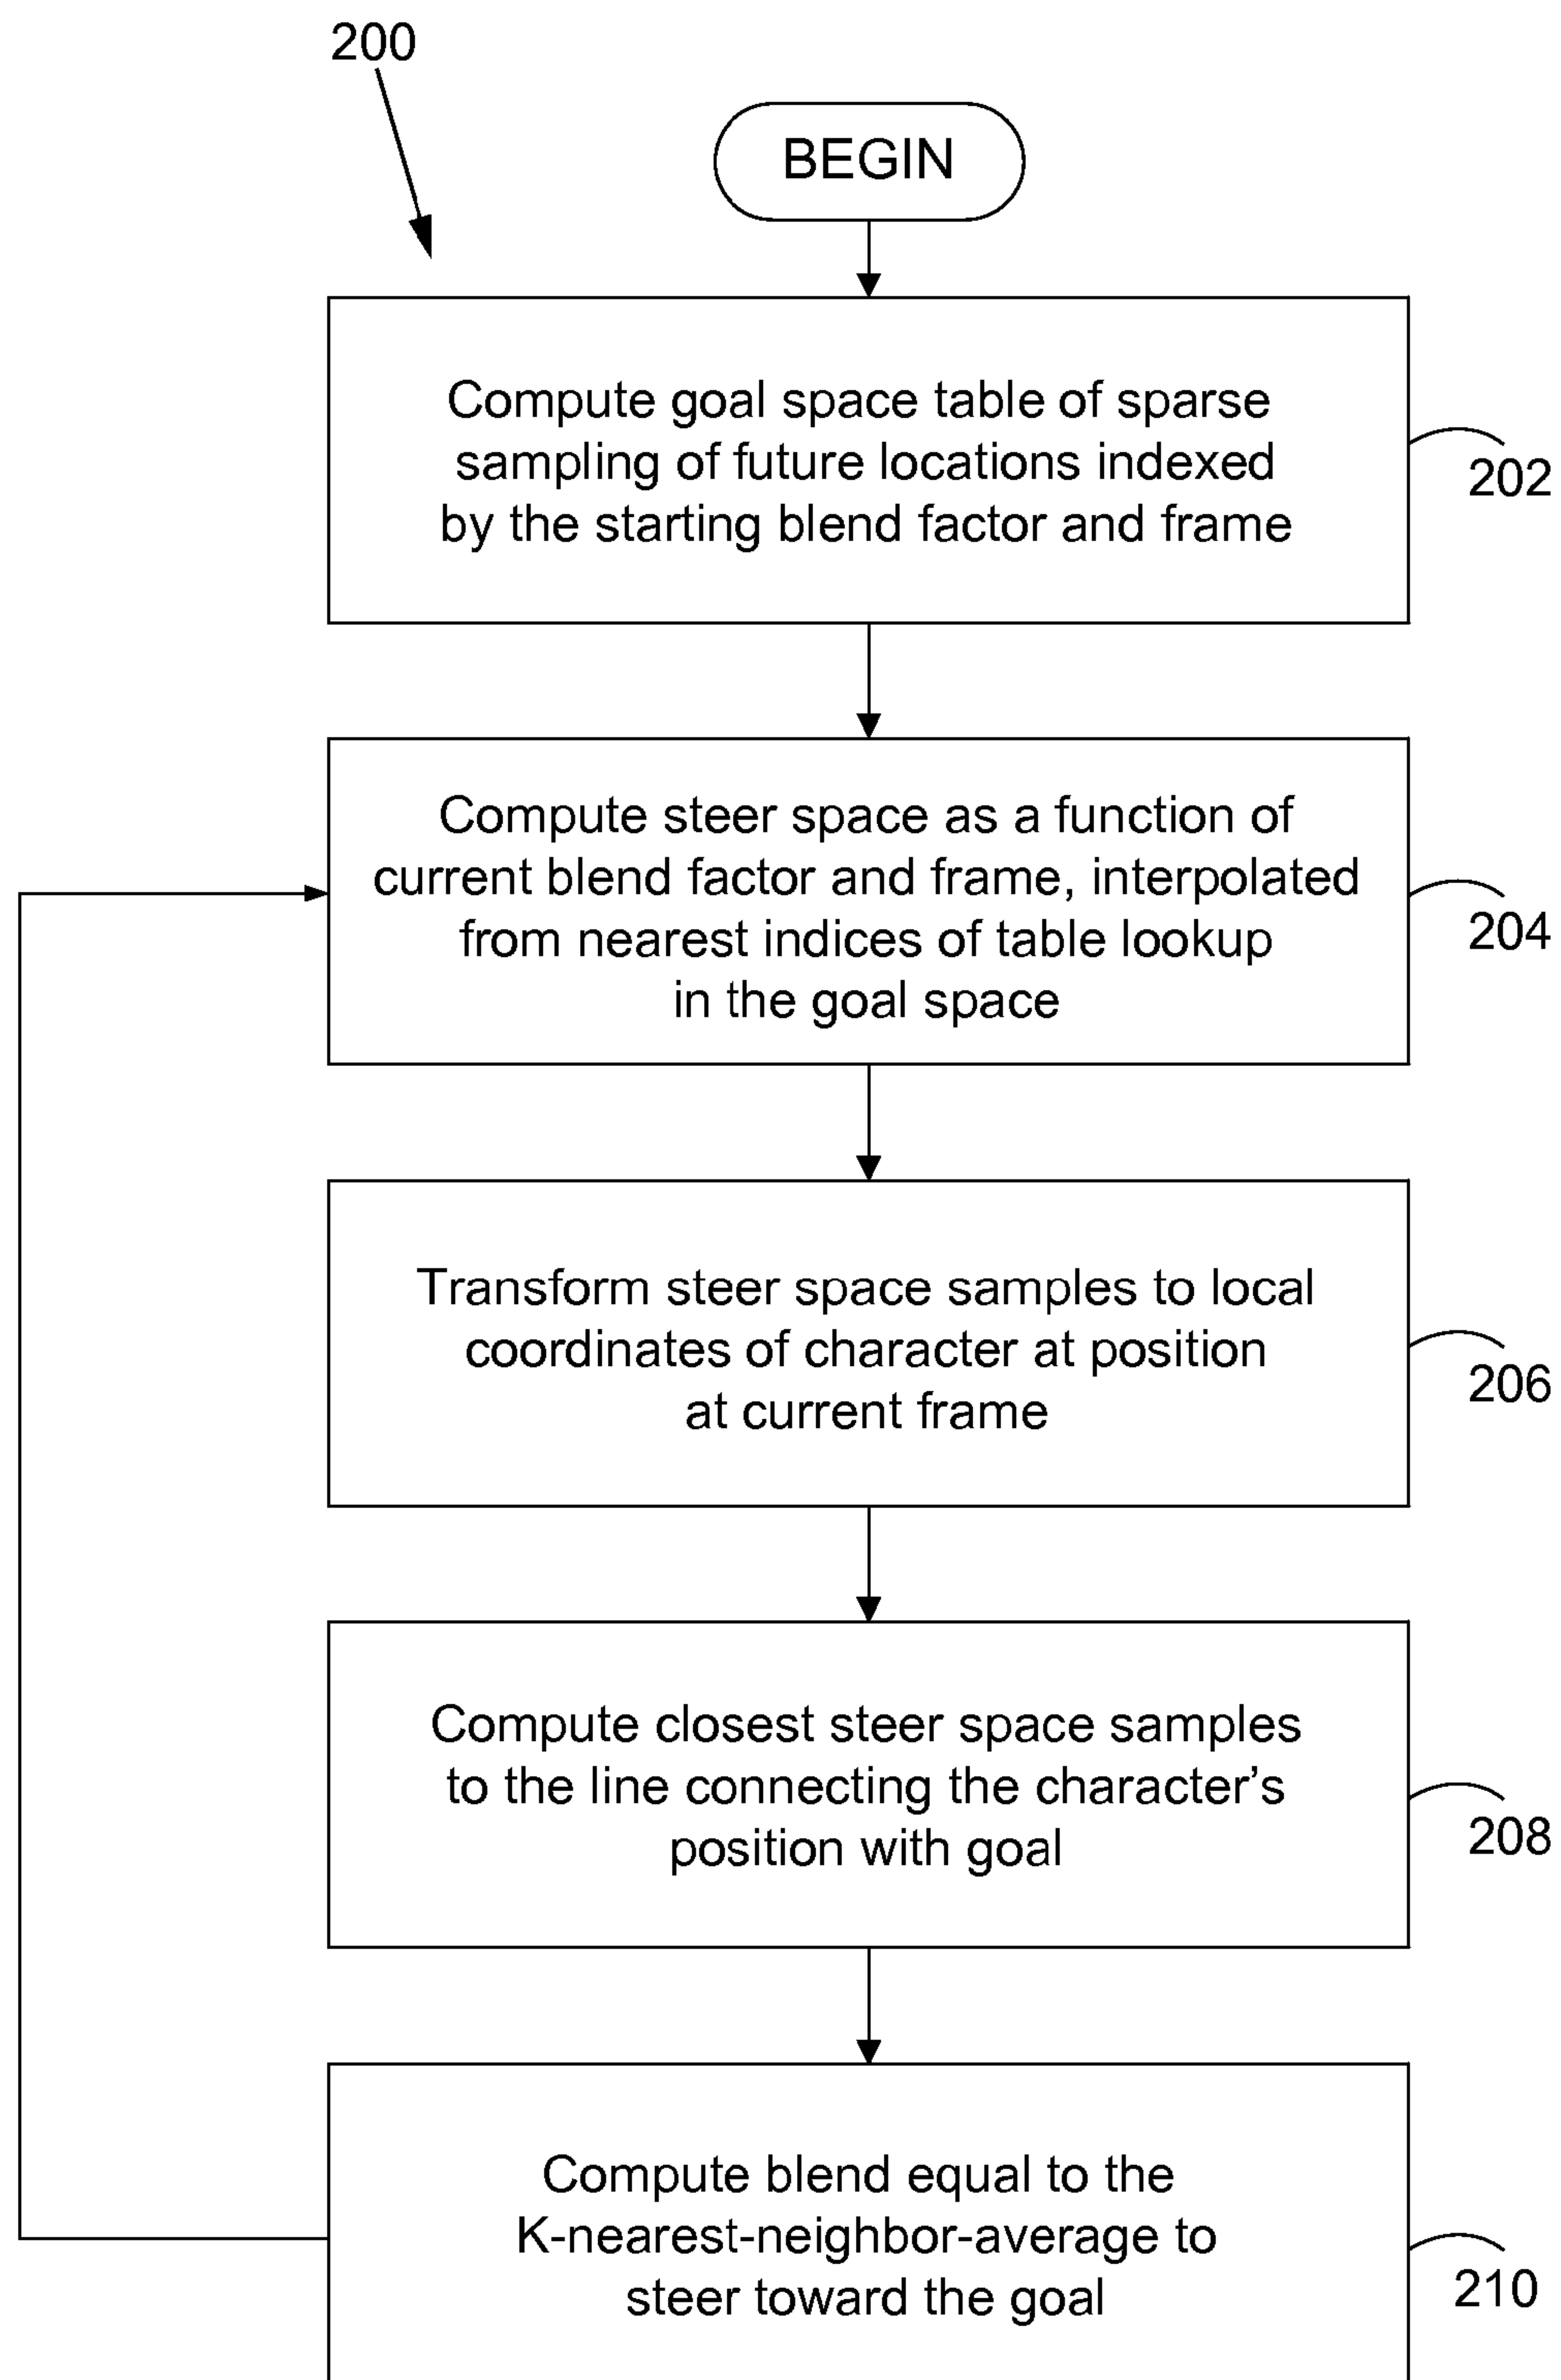 200
BEGIN
Compute goal space table of sparse
sampling of future locations indexed
by the starting blend factor and frame
202
Compute steer space as a function of
current blend factor and frame, interpolated
from nearest indices of table lookup
in the goal space
204
Transform steer space samples to local
coordinates of character at position
at current frame
206
Compute closest steer space samples
to the line connecting the character’s
position with goal
208
Compute blend equal to the
K-nearest-neighbor-average to
steer toward the goal
210